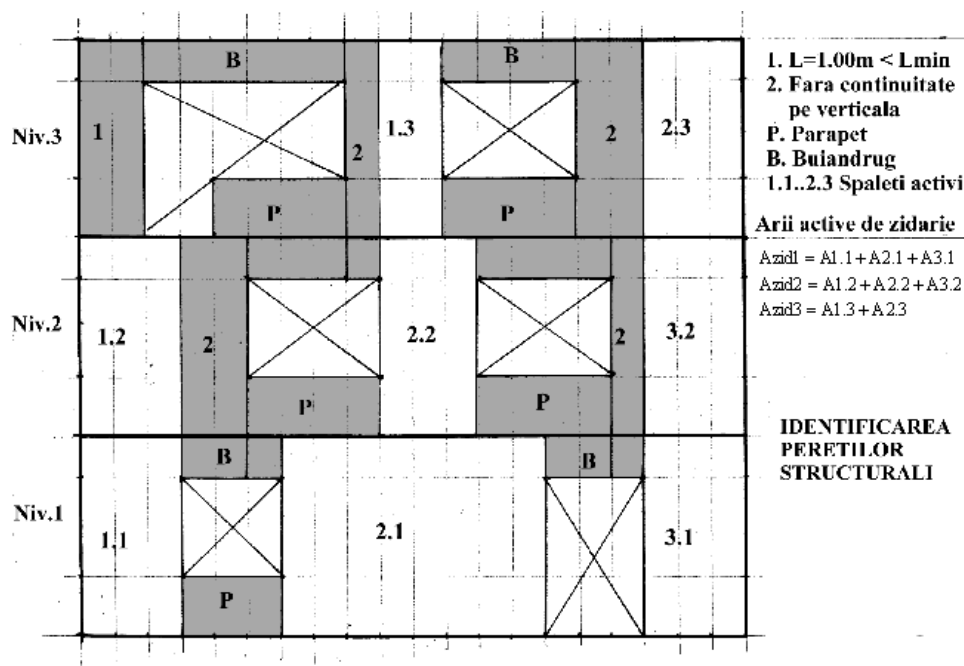 B
B
1. L=1.00m < Lmin
2. Fara continuitate
pe verticala
P. Parapet
B. Buiandrug
1.1..2.3 Spaleti activi
Niv.3
1
2
1.3
2
2.3
P
P
Arii active de zidarie
Azid1 = A1.1 + A2.1 + A3.1
Azid2 = A1.2 + A2.2 + A3.2
Azid3 = A1.3 + A2.3
Niv.2
1.2
2
2.2
2
3.2
P
P
IDENTIFICAREA
PERETILOR
STRUCTURALI
B
B
Niv.1
1.1
2.1
3.1
P